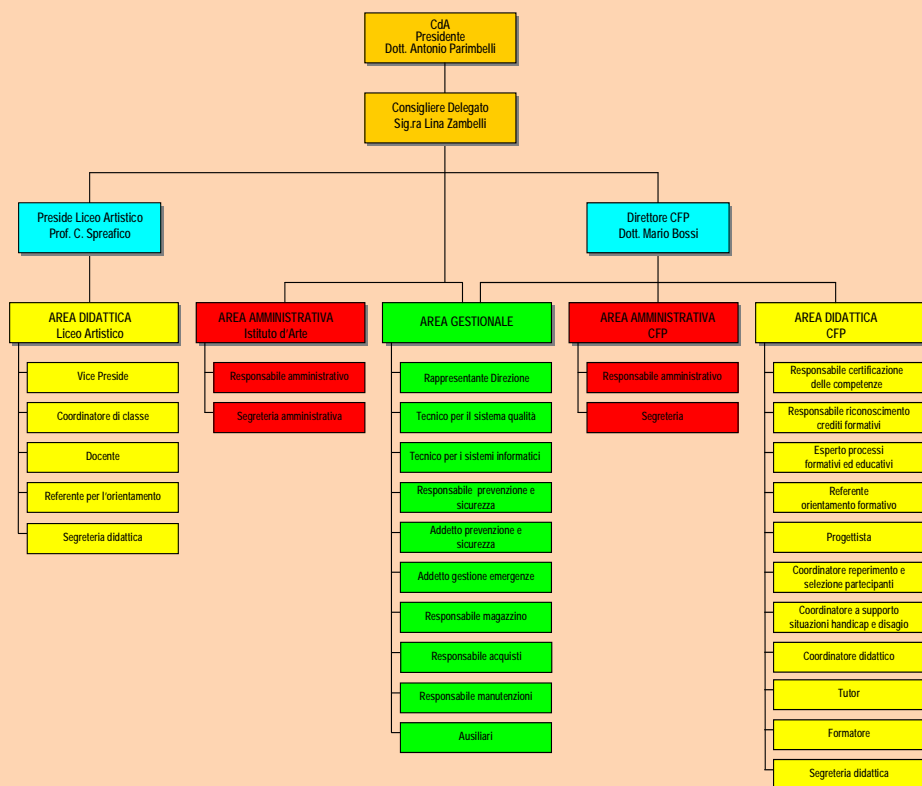 CdA
Presidente
Dott. Antonio Parimbelli
Consigliere Delegato
Sig.ra Lina Zambelli
Preside Liceo Artistico
Prof. C. Spreafico
Direttore CFP
Dott. Mario Bossi
AREA DIDATTICA
Liceo Artistico
Vice Preside
Coordinatore di classe
Docente
Referente per l'orientamento
Segreteria didattica
AREA AMMINISTRATIVA
Istituto d'Arte
Responsabile amministrativo
Segreteria amministrativa
AREA GESTIONALE
Rappresentante Direzione
Tecnico per il sistema qualità
Tecnico per i sistemi informatici
Responsabile prevenzione e
sicurezza
Addetto prevenzione e
sicurezza
Addetto gestione emergenze
Responsabile magazzino
Responsabile acquisti
Responsabile manutenzioni
Ausiliari
AREA AMMINISTRATIVA
CFP
Responsabile amministrativo
Segreteria
AREA DIDATTICA
CFP
Responsabile certificazione
delle competenze
Responsabile riconoscimento
crediti formativi
Esperto processi
formativi ed educativi
Referente
orientamento formativo
Progettista
Coordinatore reperimento e
selezione partecipanti
Coordinatore a supporto
situazioni handicap e disagio
Coordinatore didattico
Tutor
Formatore
Segreteria didattica